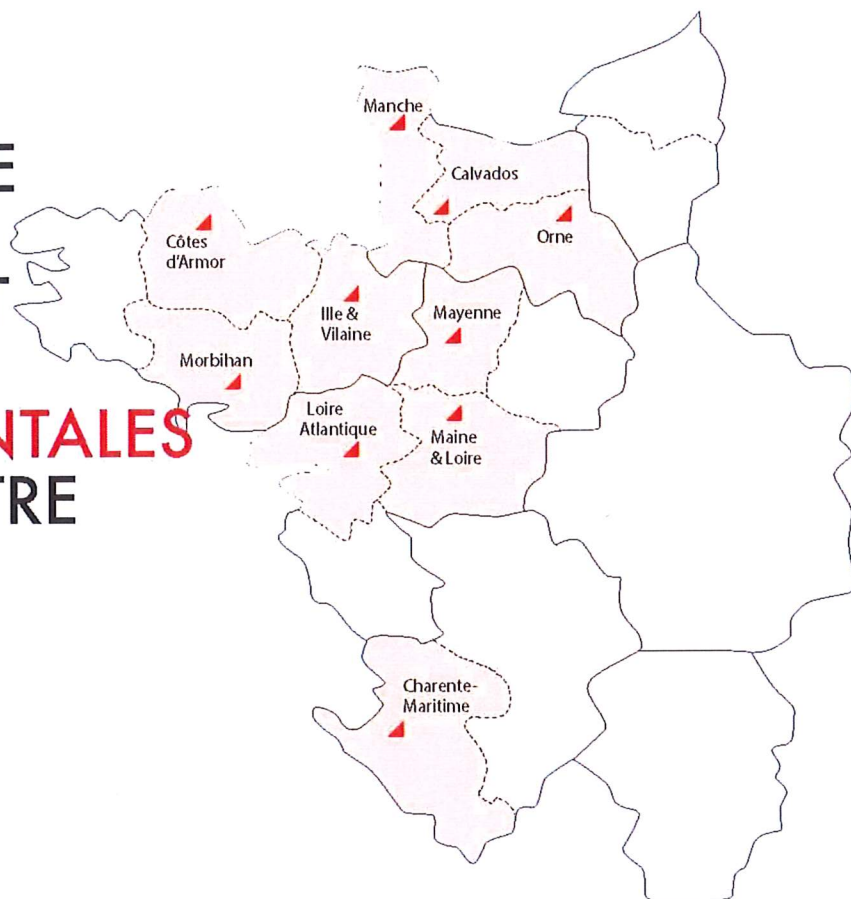 E
NTALES
TRE
Manche
Calvados
Orne
Côtes
d'Armor
Ille &
Vilaine
Mayenne
Morbihan
Loire
Atlantique
Maine
& Loire
Charente-
Maritime